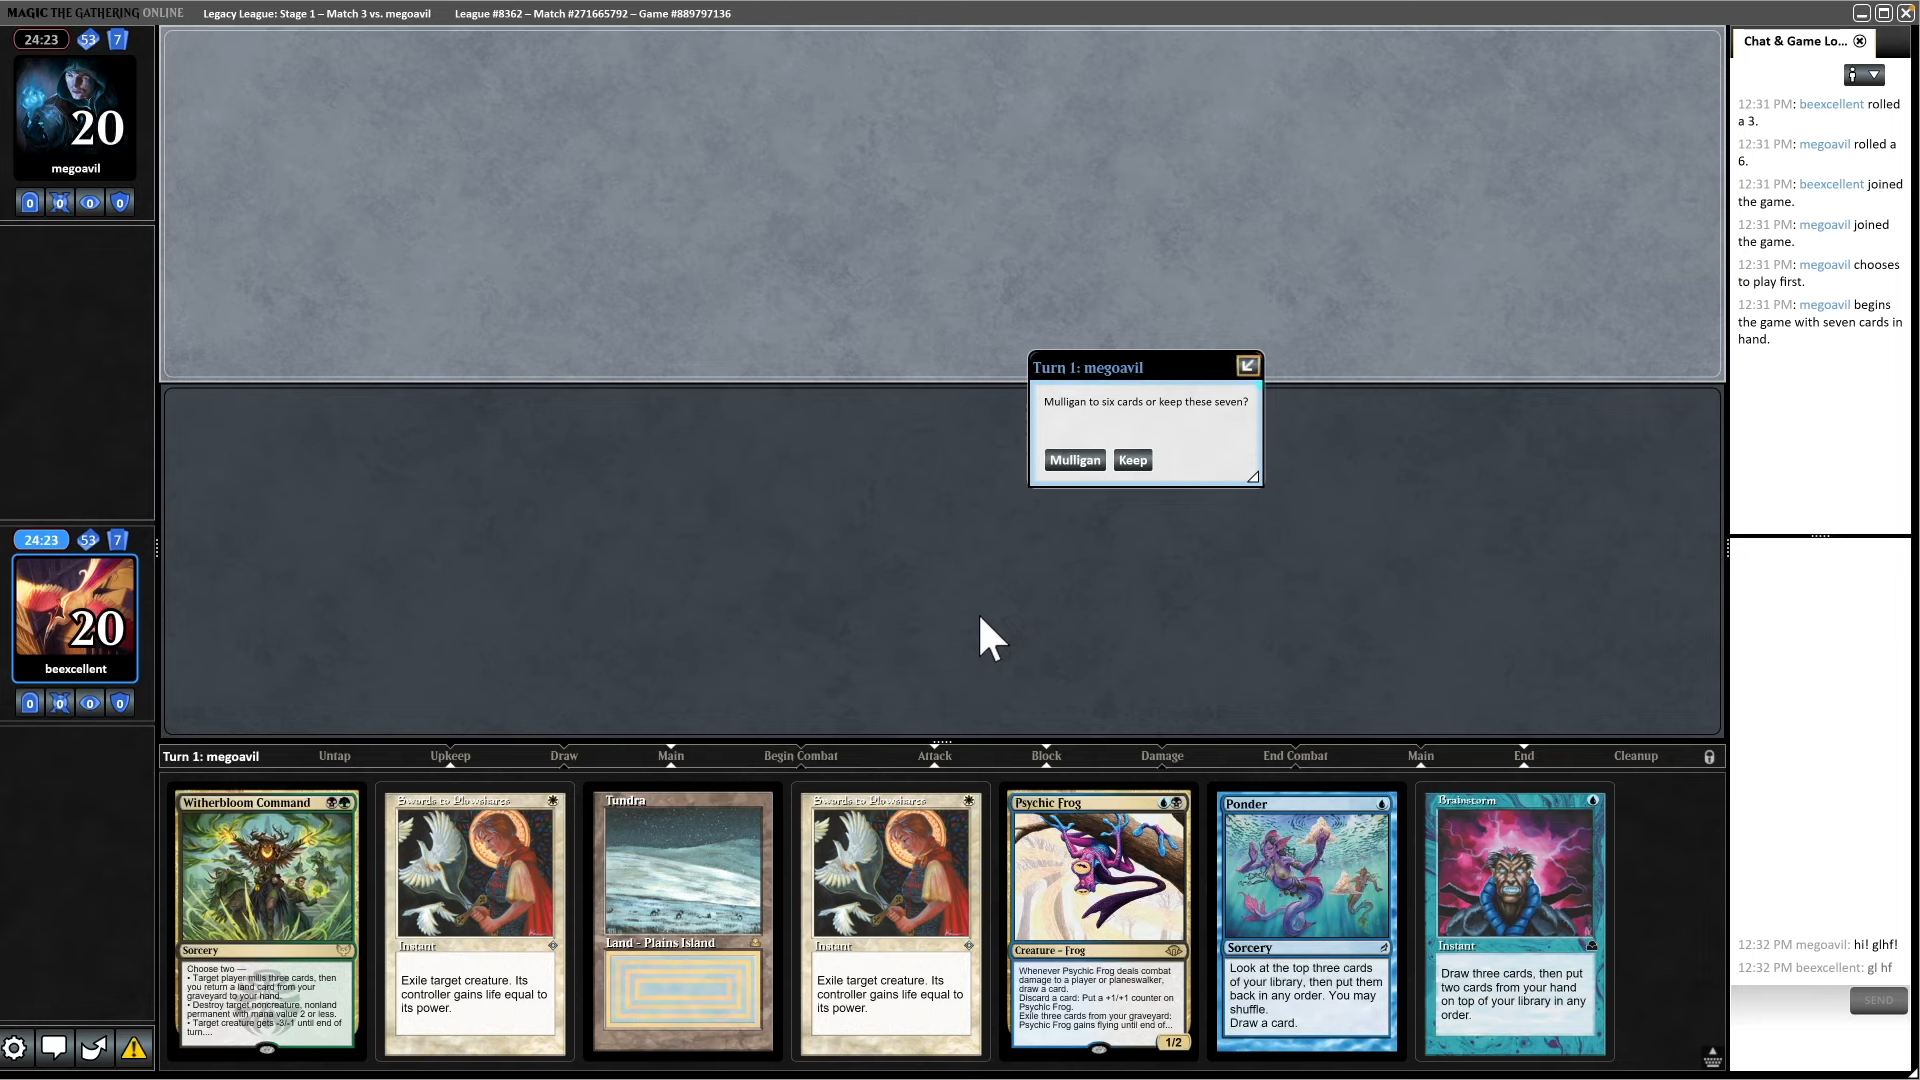 MAGIC THE GATHERING ONLINE
Legacy League: Stage 1 – Match 3 vs. megoavil
League #8362 – Match #271665792 – Game #889797136
24:23
53
7
20
megoavil
0
0
0
0
24:23
53
7
20
beexcellent
0
0
0
0
Turn 1: megoavil
Mulligan to six cards or keep these seven?
Mulligan
Keep
Turn 1: megoavil
Untap
Upkeep
Draw
Main
Begin Combat
Attack
Block
Damage
End Combat
Main
End
Cleanup
Witherbloom Command
Sorcery
Choose two —
• Target player mills three cards, then
you return a land card from your
graveyard to your hand.
• Destroy target noncreature, nonland
permanent with mana value 2 or less.
• Target creature gets -3/-1 until end of
turn....
Swords to Plowshares
Instant
Exile target creature. Its
controller gains life equal to
its power.
Tundra
Land – Plains Island
Swords to Plowshares
Instant
Exile target creature. Its
controller gains life equal to
its power.
Psychic Frog
Creature – Frog
Whenever Psychic Frog deals combat
damage to a player or planeswalker,
draw a card.
Discard a card: Put a +1/+1 counter on
Psychic Frog.
Exile three cards from your graveyard:
Psychic Frog gains flying until end of...
1/2
Ponder
Sorcery
Look at the top three cards
of your library, then put them
back in any order. You may
shuffle.
Draw a card.
Brainstorm
Instant
Draw three cards, then put
two cards from your hand
on top of your library in any
order.
Chat & Game Lo...
12:31 PM: beexcellent rolled
a 3.
12:31 PM: megoavil rolled a
6.
12:31 PM: beexcellent joined
the game.
12:31 PM: megoavil joined
the game.
12:31 PM: megoavil chooses
to play first.
12:31 PM: megoavil begins
the game with seven cards in
hand.
12:32 PM megoavil: hi! glhf!
12:32 PM beexcellent: gl hf
SEND